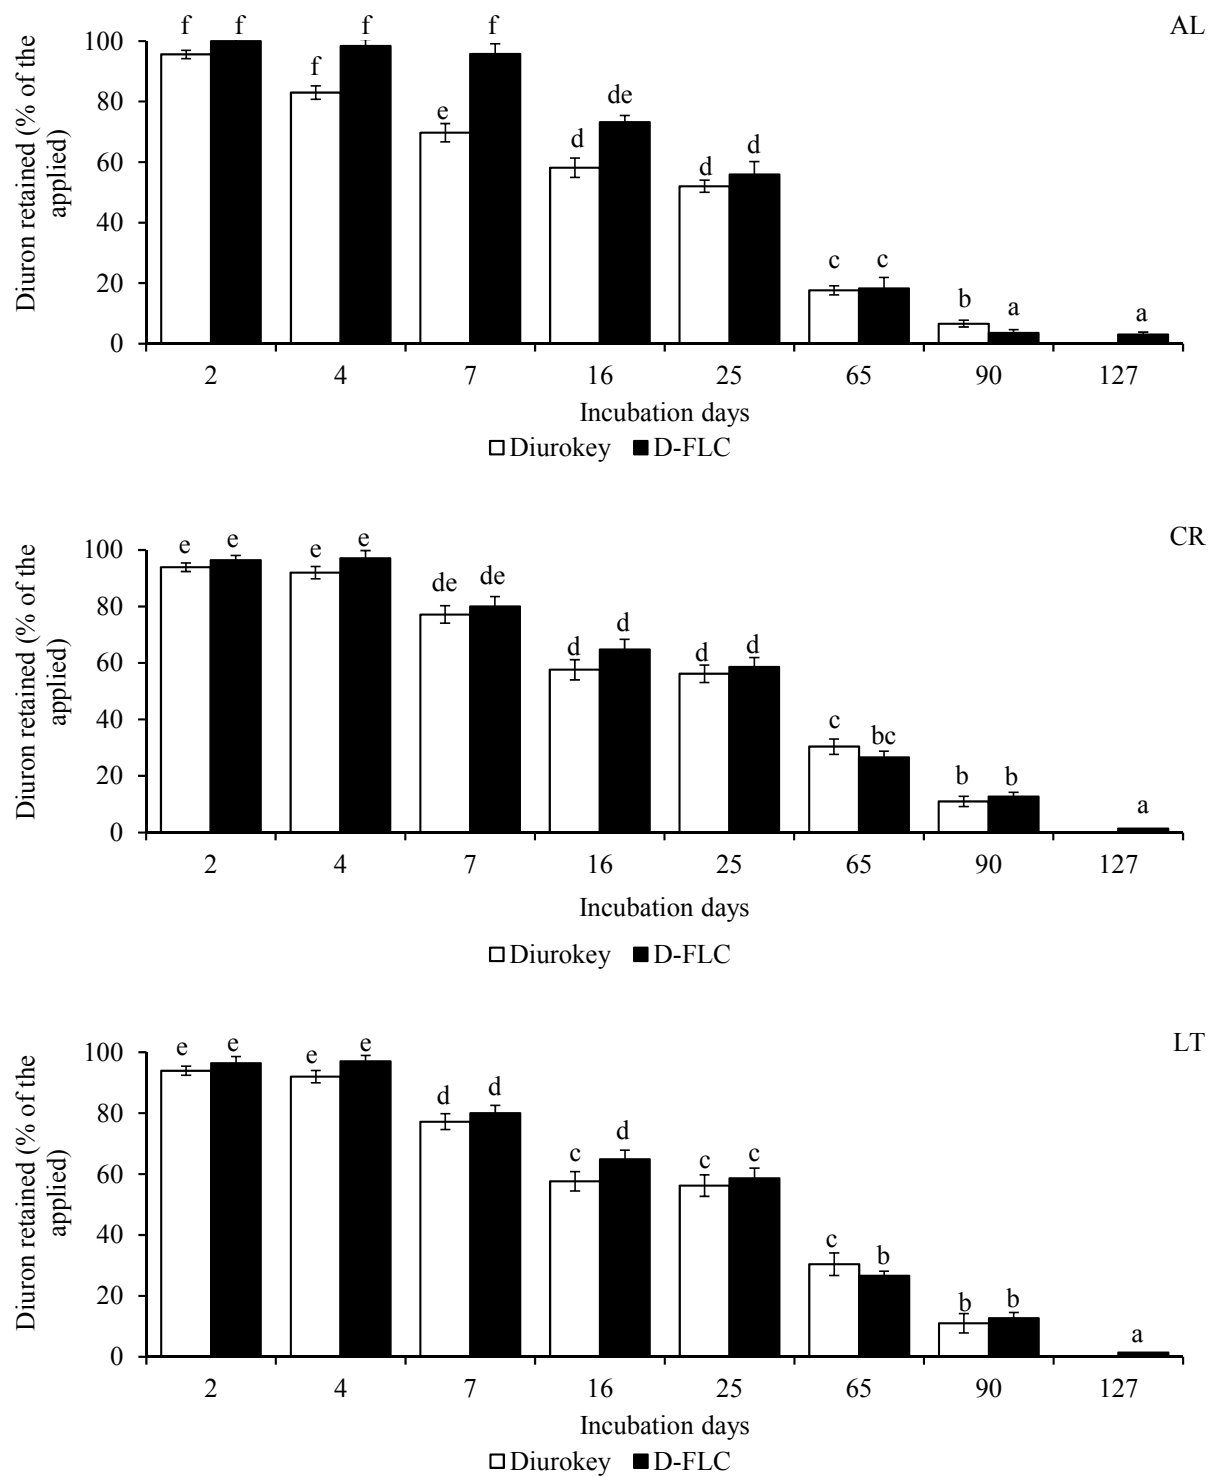 AL
Diuron retained (% of the
applied)
100
80
60
40
20
0
f f f f f e f d de d d c c b a a
2 4 7 16 25 65 90 127
Incubation days
Diurokey D-FLC
CR
Diuron retained (% of the
applied)
100
80
60
40
20
0
e e e e de de d d d d c bc b b a
2 4 7 16 25 65 90 127
Incubation days
Diurokey D-FLC
LT
Diuron retained (% of the
applied)
100
80
60
40
20
0
e e e e d d c d c c c b b b a
2 4 7 16 25 65 90 127
Incubation days
Diurokey D-FLC